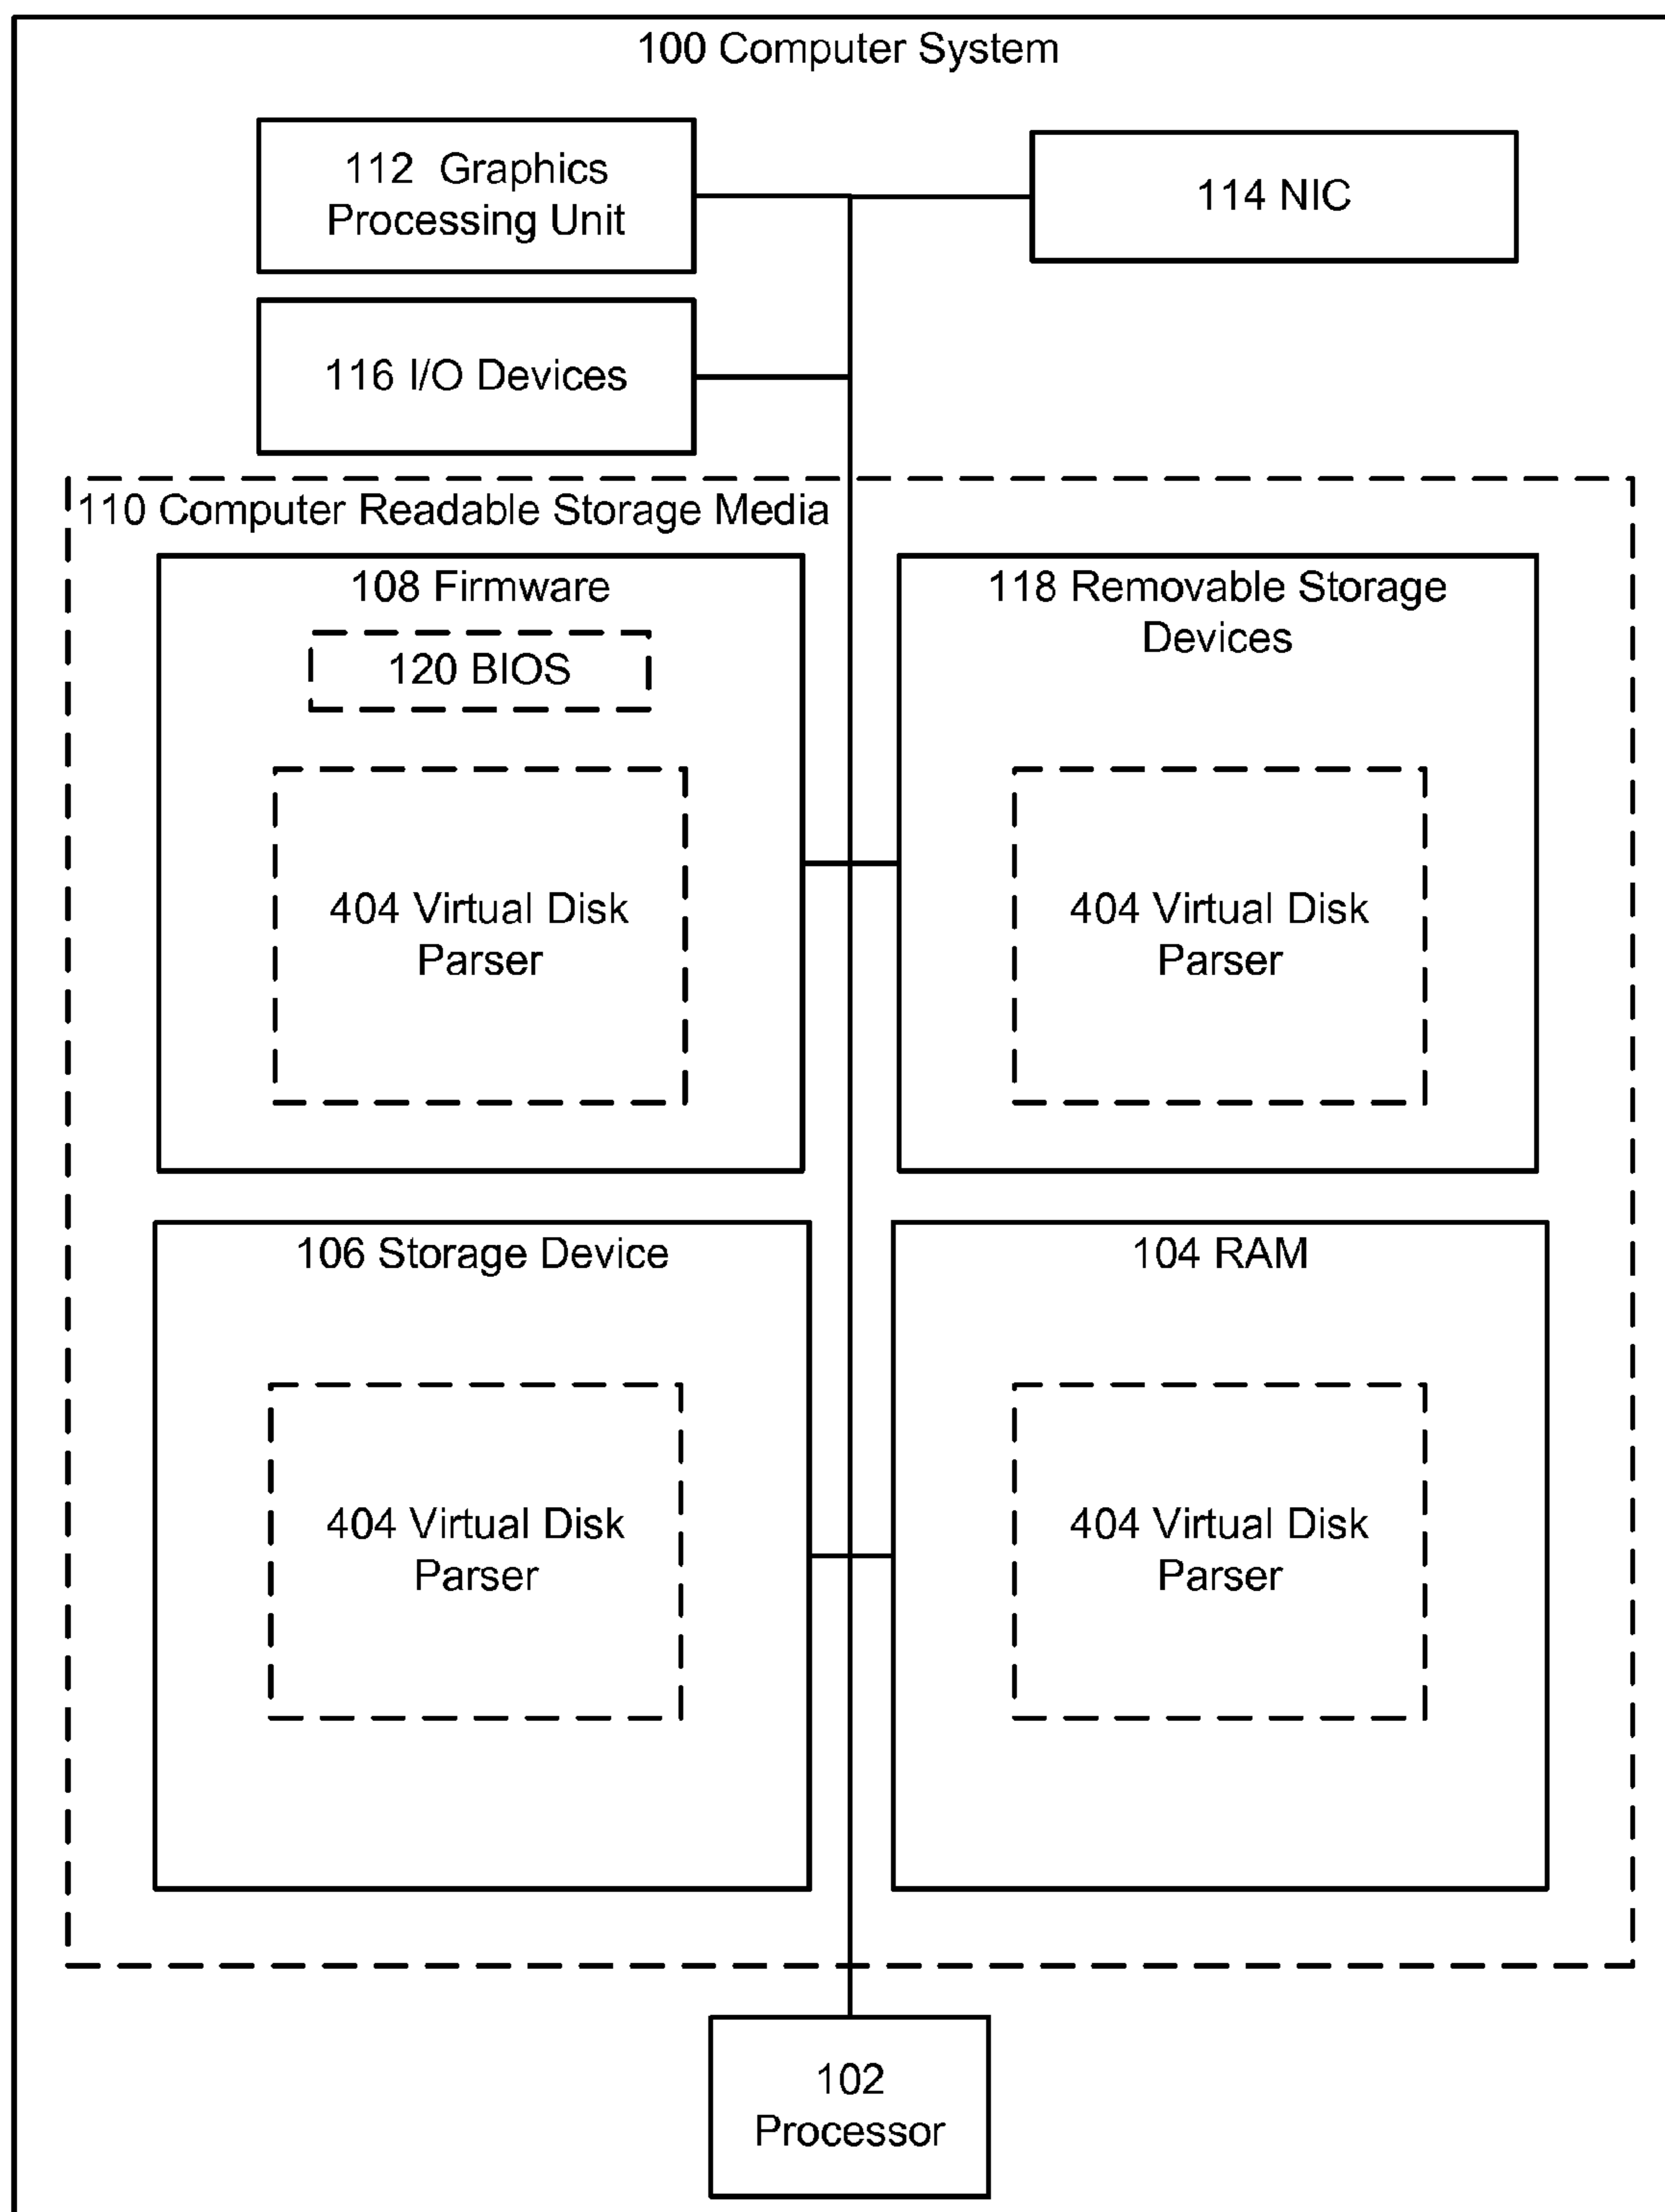 100 Computer System
112 Graphics
Processing Unit
114 NIC
116 I/O Devices
110 Computer Readable Storage Media
108 Firmware
120 BIOS
404 Virtual Disk
Parser
118 Removable Storage
Devices
404 Virtual Disk
Parser
106 Storage Device
404 Virtual Disk
Parser
104 RAM
404 Virtual Disk
Parser
102
Processor